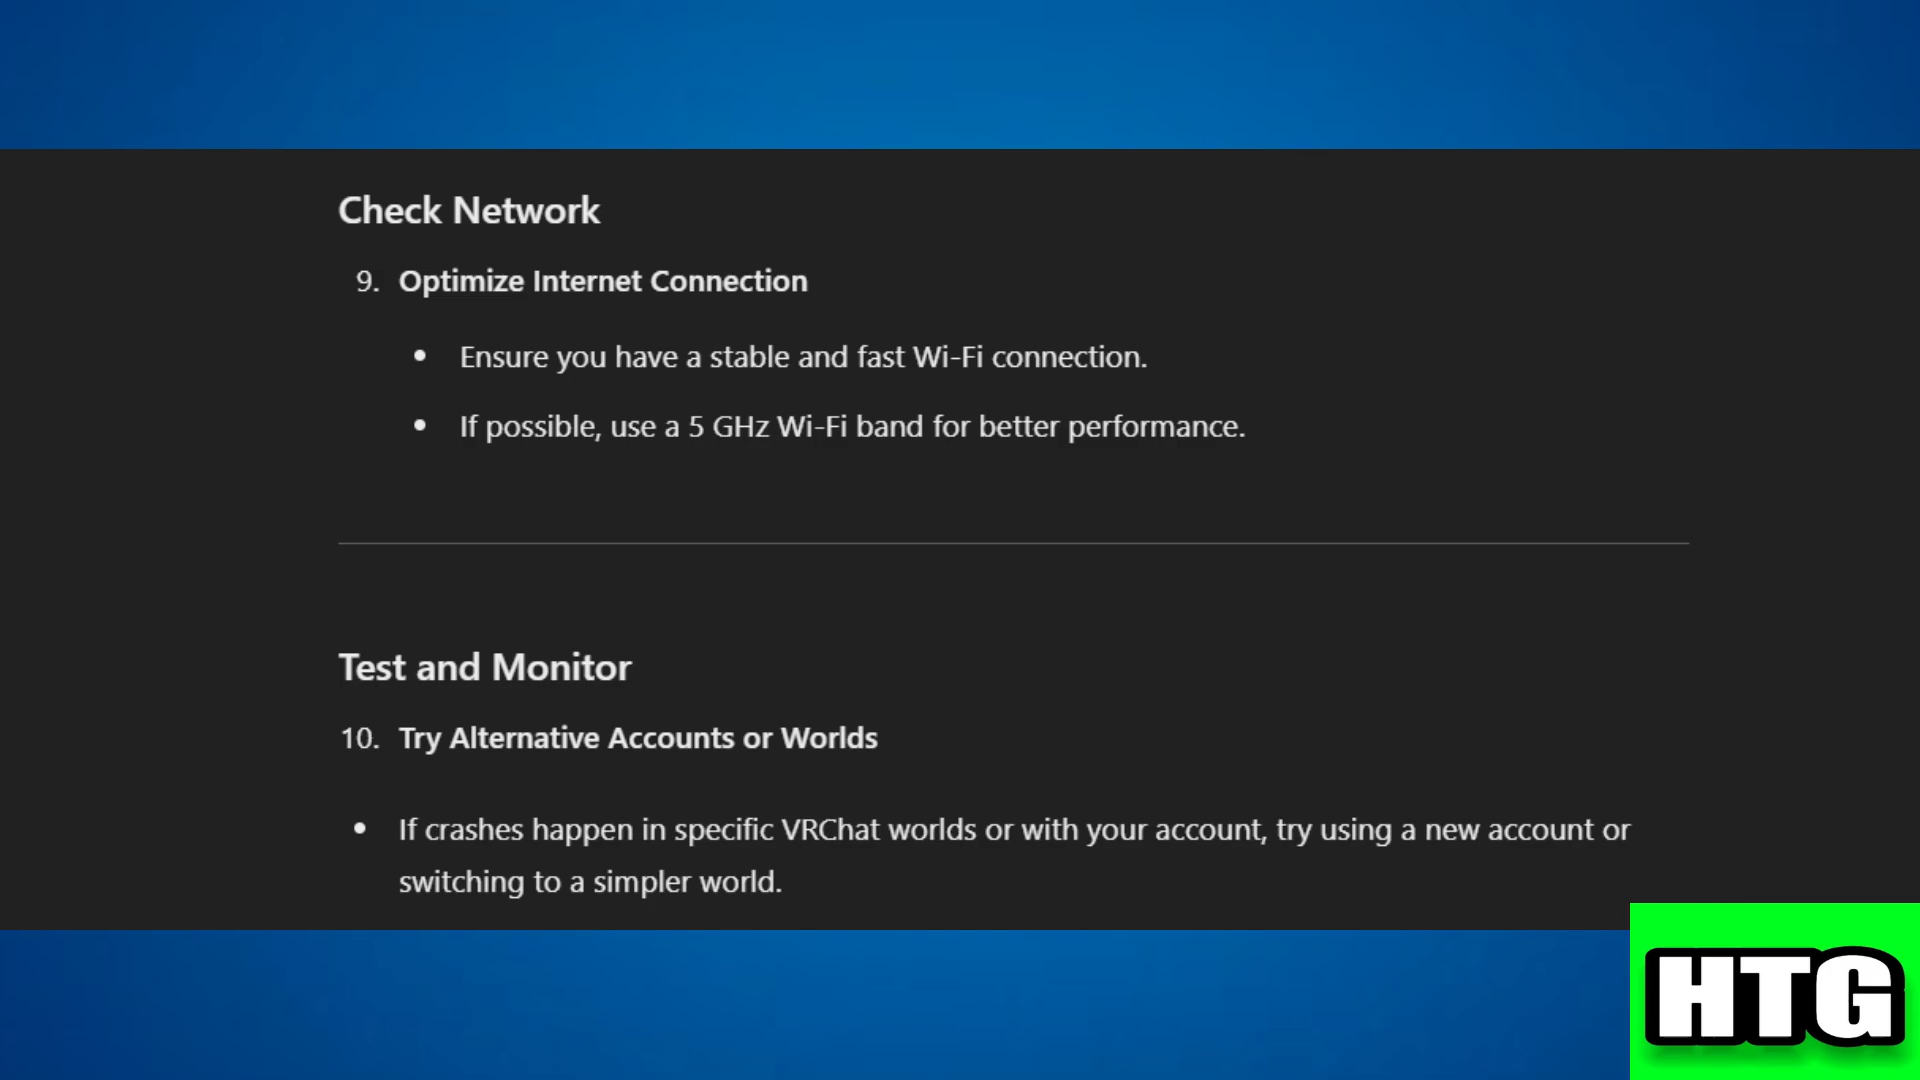 Check Network
9. Optimize Internet Connection
• Ensure you have a stable and fast Wi-Fi connection.
• If possible, use a 5 GHz Wi-Fi band for better performance.
Test and Monitor
10. Try Alternative Accounts or Worlds
• If crashes happen in specific VRChat worlds or with your account, try using a new account or
switching to a simpler world.
HTG